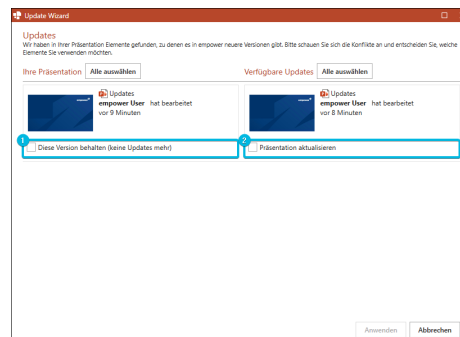 Update Wizard
Updates
Wir haben in Ihrer Präsentation Elemente gefunden, zu denen es in empower neuere Versionen gibt. Bitte schauen Sie sich die Konflikte an und entscheiden Sie, welche
Elemente Sie verwenden möchten.
Ihre Präsentation Alle auswählen
Verfügbare Updates Alle auswählen
Updates
empower User hat bearbeitet
vor 9 Minuten
Updates
empower User hat bearbeitet
vor 8 Minuten
1 Diese Version behalten (keine Updates mehr)
2 Präsentation aktualisieren
Anwenden Abbrechen